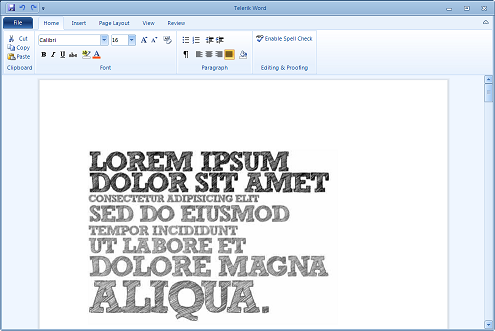 Telerik Word
File Home Insert Page Layout View Review
Cut
Copy
Paste
Clipboard
Calibri 16
B I U abc
Font
Paragraph
Enable Spell Check
Editing & Proofing
LOREM IPSUM
DOLOR SIT AMET
CONSECTETUR ADIPISICING ELIT
SED DO EIUSMOD
TEMPOR INCIDIDUNT
UT LABORE ET
DOLORE MAGNA
ALIQUA.